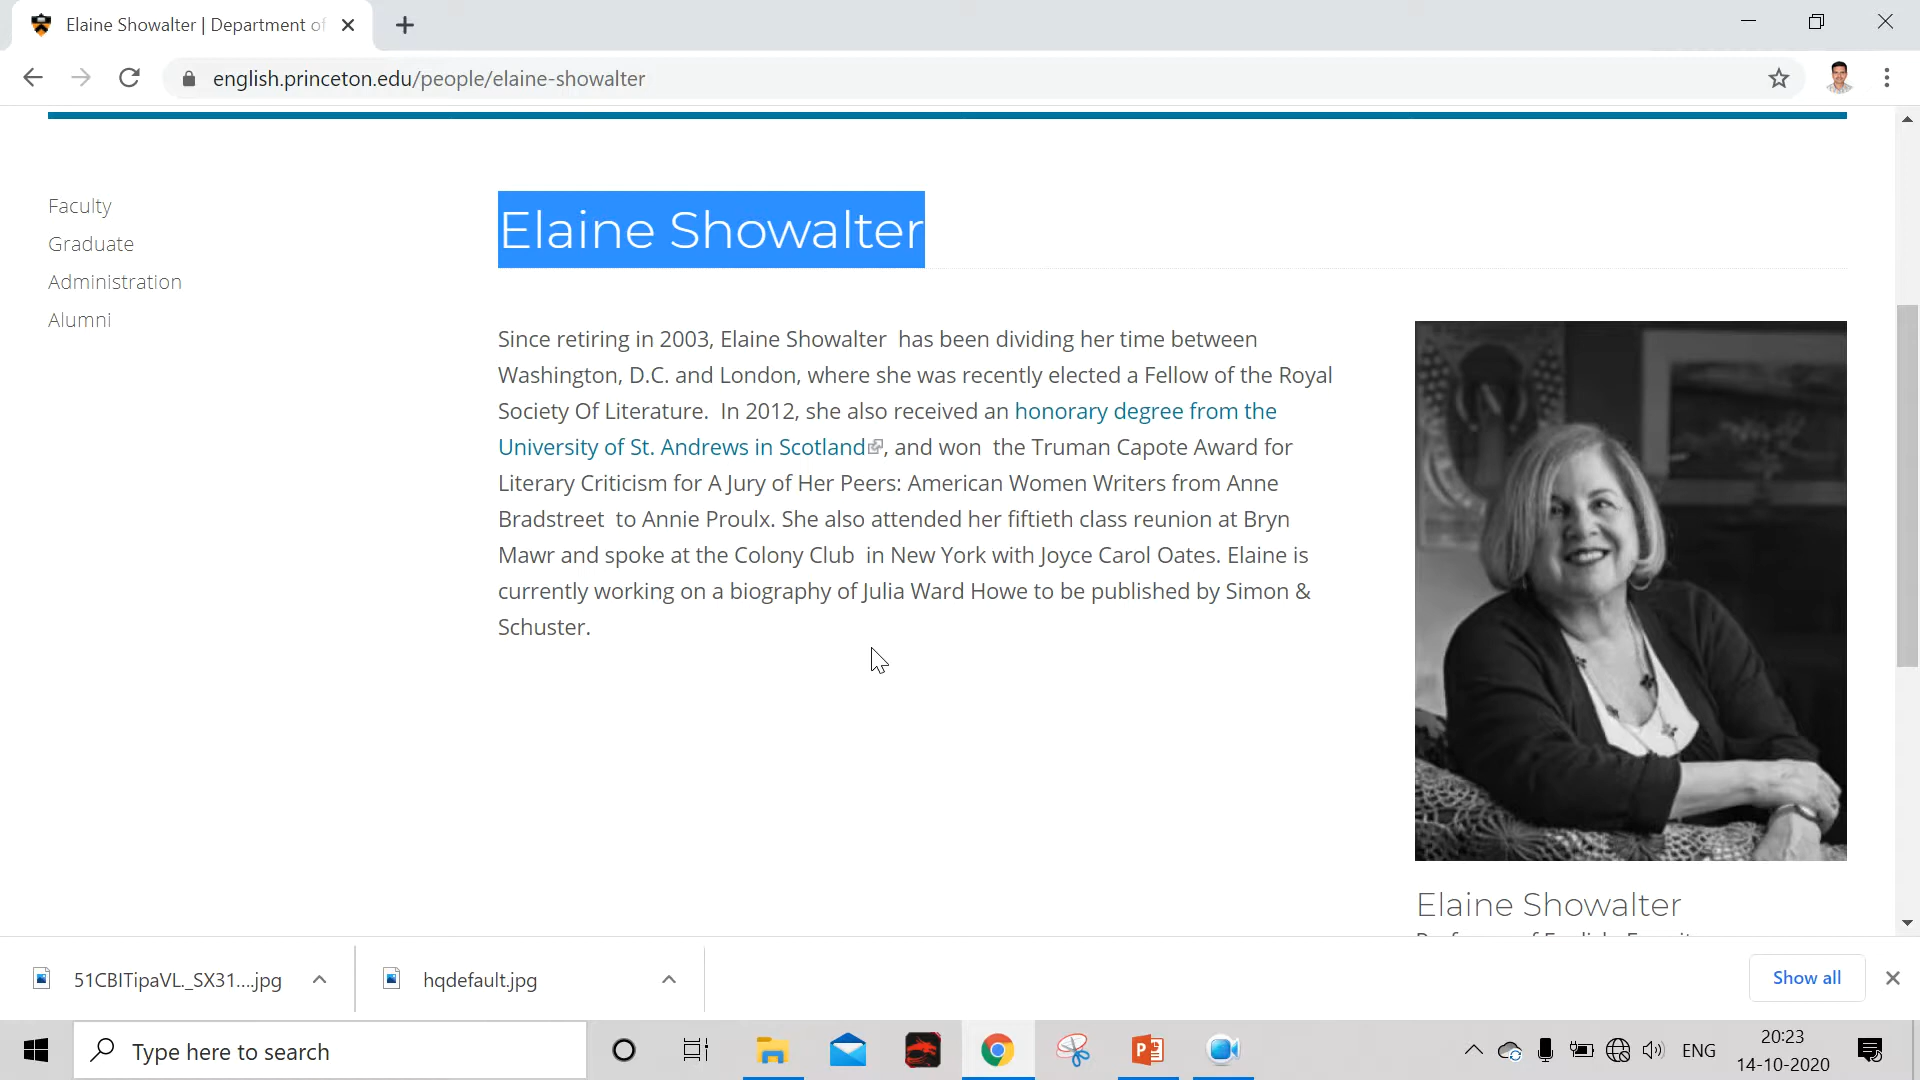 Elaine Showalter | Department of
english.princeton.edu/people/elaine-showalter
Faculty
Graduate
Administration
Alumni
Elaine Showalter
Since retiring in 2003, Elaine Showalter has been dividing her time between
Washington, D.C. and London, where she was recently elected a Fellow of the Royal
Society Of Literature. In 2012, she also received an honorary degree from the
University of St. Andrews in Scotland, and won the Truman Capote Award for
Literary Criticism for A Jury of Her Peers: American Women Writers from Anne
Bradstreet to Annie Proulx. She also attended her fiftieth class reunion at Bryn
Mawr and spoke at the Colony Club in New York with Joyce Carol Oates. Elaine is
currently working on a biography of Julia Ward Howe to be published by Simon &
Schuster.
Elaine Showalter
51CBITipaVL._SX31....jpg
hqdefault.jpg
Show all
Type here to search
ENG
20:23
14-10-2020